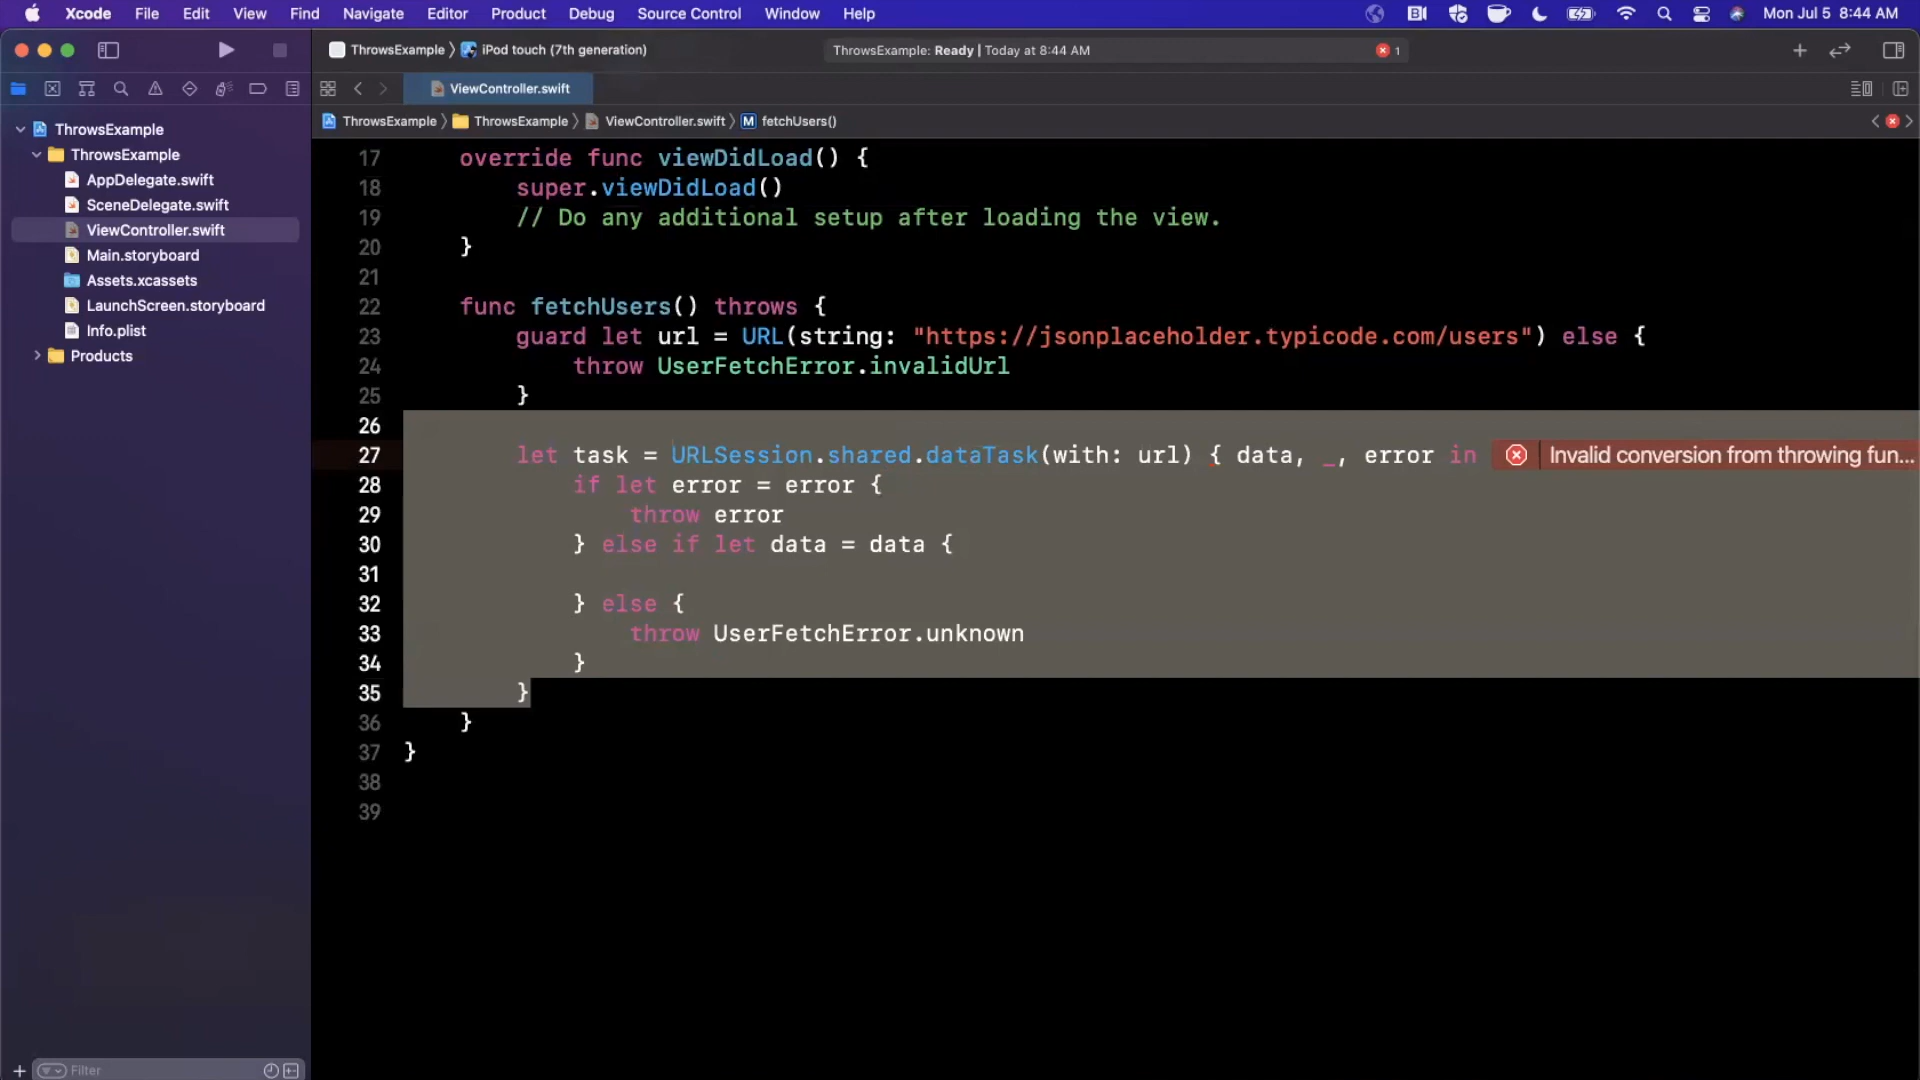 Xcode File Edit View Find Navigate Editor Product Debug Source Control Window Help Mon Jul 5 8:44 AM
ThrowsExample iPod touch (7th generation) ThrowsExample: Ready | Today at 8:44 AM 1
ViewController.swift
ThrowsExample ThrowsExample ViewController.swift M fetchUsers()
ThrowsExample
ThrowsExample
AppDelegate.swift
SceneDelegate.swift
ViewController.swift
Main.storyboard
Assets.xcassets
LaunchScreen.storyboard
Info.plist
Products
17 override func viewDidLoad() {
18 super.viewDidLoad()
19 // Do any additional setup after loading the view.
20 }
21
22 func fetchUsers() throws {
23 guard let url = URL(string: "https://jsonplaceholder.typicode.com/users") else {
24 throw UserFetchError.invalidUrl
25 }
26
27 let task = URLSession.shared.dataTask(with: url) { data, _, error in Invalid conversion from throwing fun...
28 if let error = error {
29 throw error
30 } else if let data = data {
31
32 } else {
33 throw UserFetchError.unknown
34 }
35 }
36 }
37 }
38
39
Filter